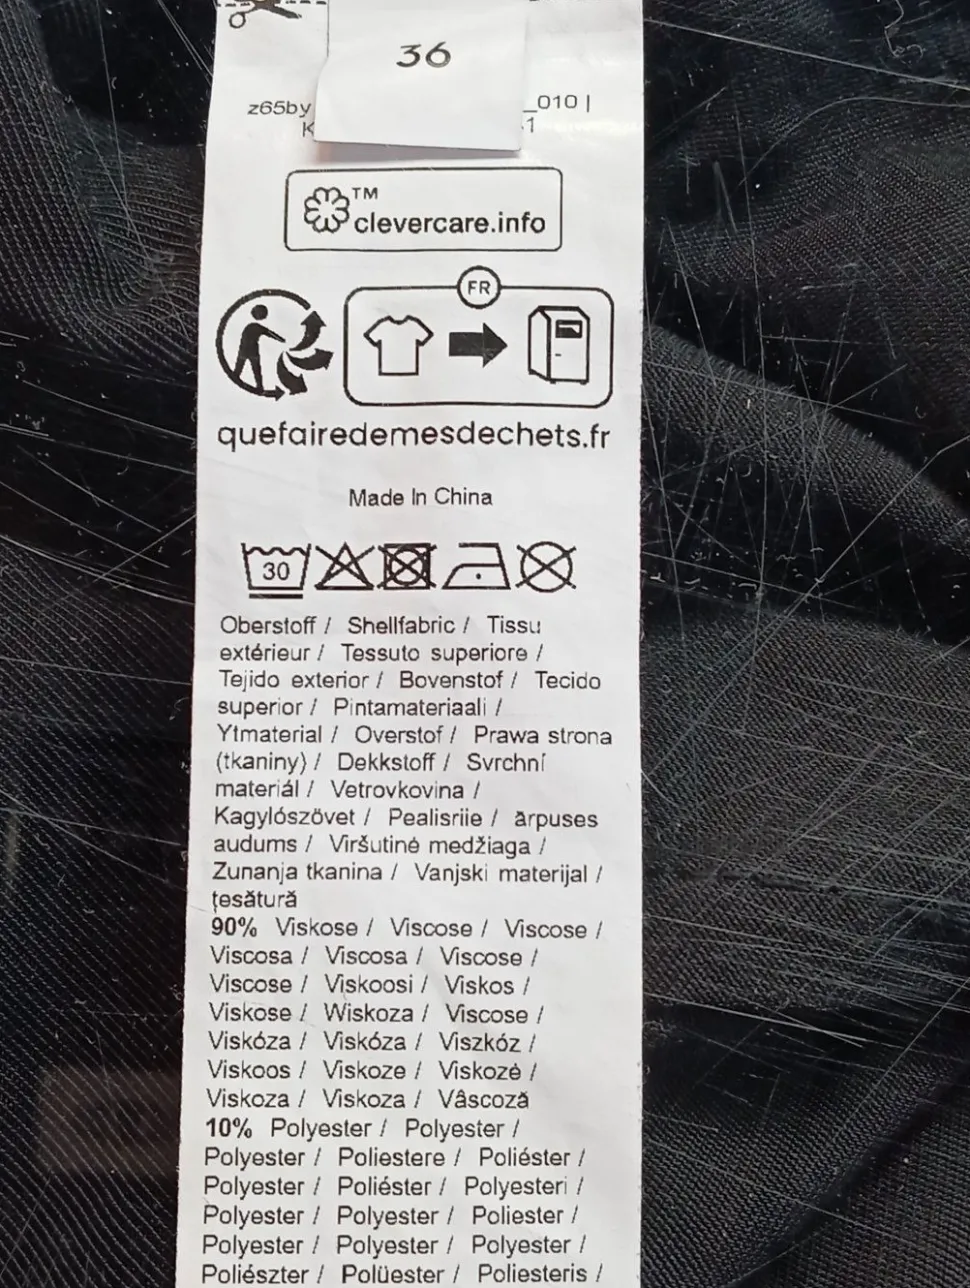 36
z65by _010 |
K 1
TM
clevercare.info
FR
quefairedemesdechets.fr
Made In China
30
Oberstoff / Shellfabric / Tissu
extérieur / Tessuto superiore /
Tejido exterior / Bovenstof / Tecido
superior / Pintamateriaali /
Ytmaterial / Overstof / Prawa strona
(tkaniny) / Dekkstoff / Svrchní
materiál / Vetrovkovina /
Kagylószövet / Pealisriie / ārpuses
audums / Viršutinė medžiaga /
Zunanja tkanina / Vanjski materijal /
țesătură
90% Viskose / Viscose / Viscose /
Viscosa / Viscosa / Viscose /
Viscose / Viskoosi / Viskos /
Viskose / Wiskoza / Viscose /
Viskóza / Viskóza / Viszkóz /
Viskoos / Viskoze / Viskozė /
Viskoza / Viskoza / Vâscoză
10% Polyester / Polyester /
Polyester / Poliestere / Poliéster /
Polyester / Poliéster / Polyesteri /
Polyester / Polyester / Poliester /
Polyester / Polyester / Polyester /
Poliészter / Polüester / Poliesteris /